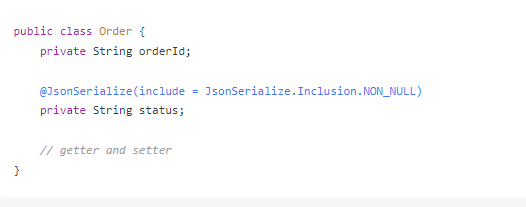 public class Order {
    private String orderId;
    @JsonSerialize(include = JsonSerialize.Inclusion.NON_NULL)
    private String status;
    // getter and setter
}